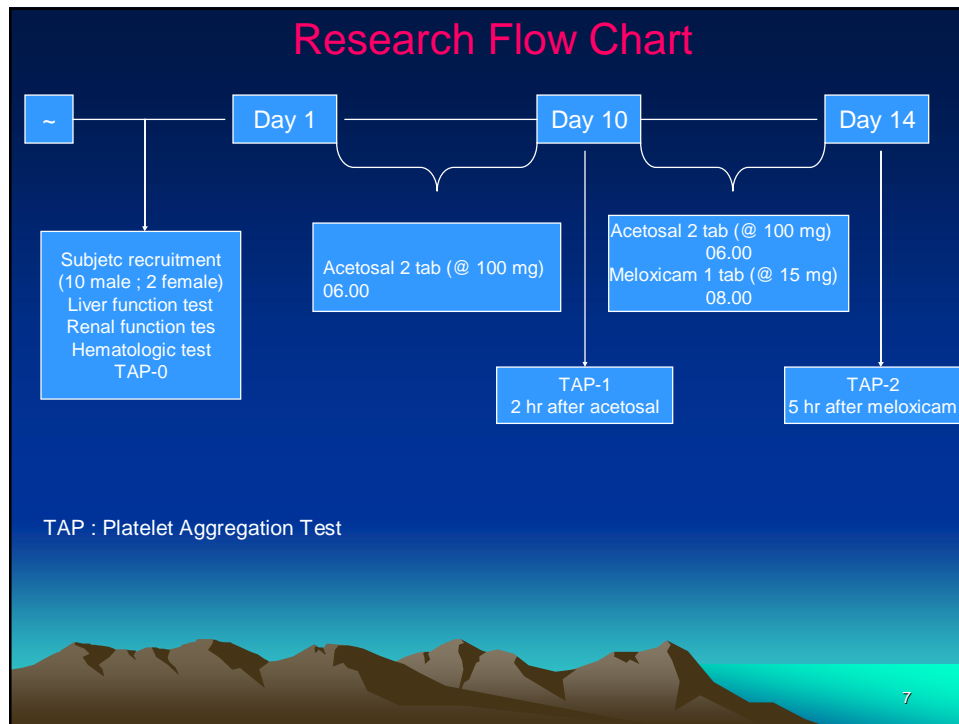 Research Flow Chart
~
Day 1
Day 10
Day 14
Subjetc recruitment
(10 male ; 2 female)
Liver function test
Renal function tes
Hematologic test
TAP-0
Acetosal 2 tab (@ 100 mg)
06.00
Acetosal 2 tab (@ 100 mg)
06.00
Meloxicam 1 tab (@ 15 mg)
08.00
TAP-1
2 hr after acetosal
TAP-2
5 hr after meloxicam
TAP : Platelet Aggregation Test
7